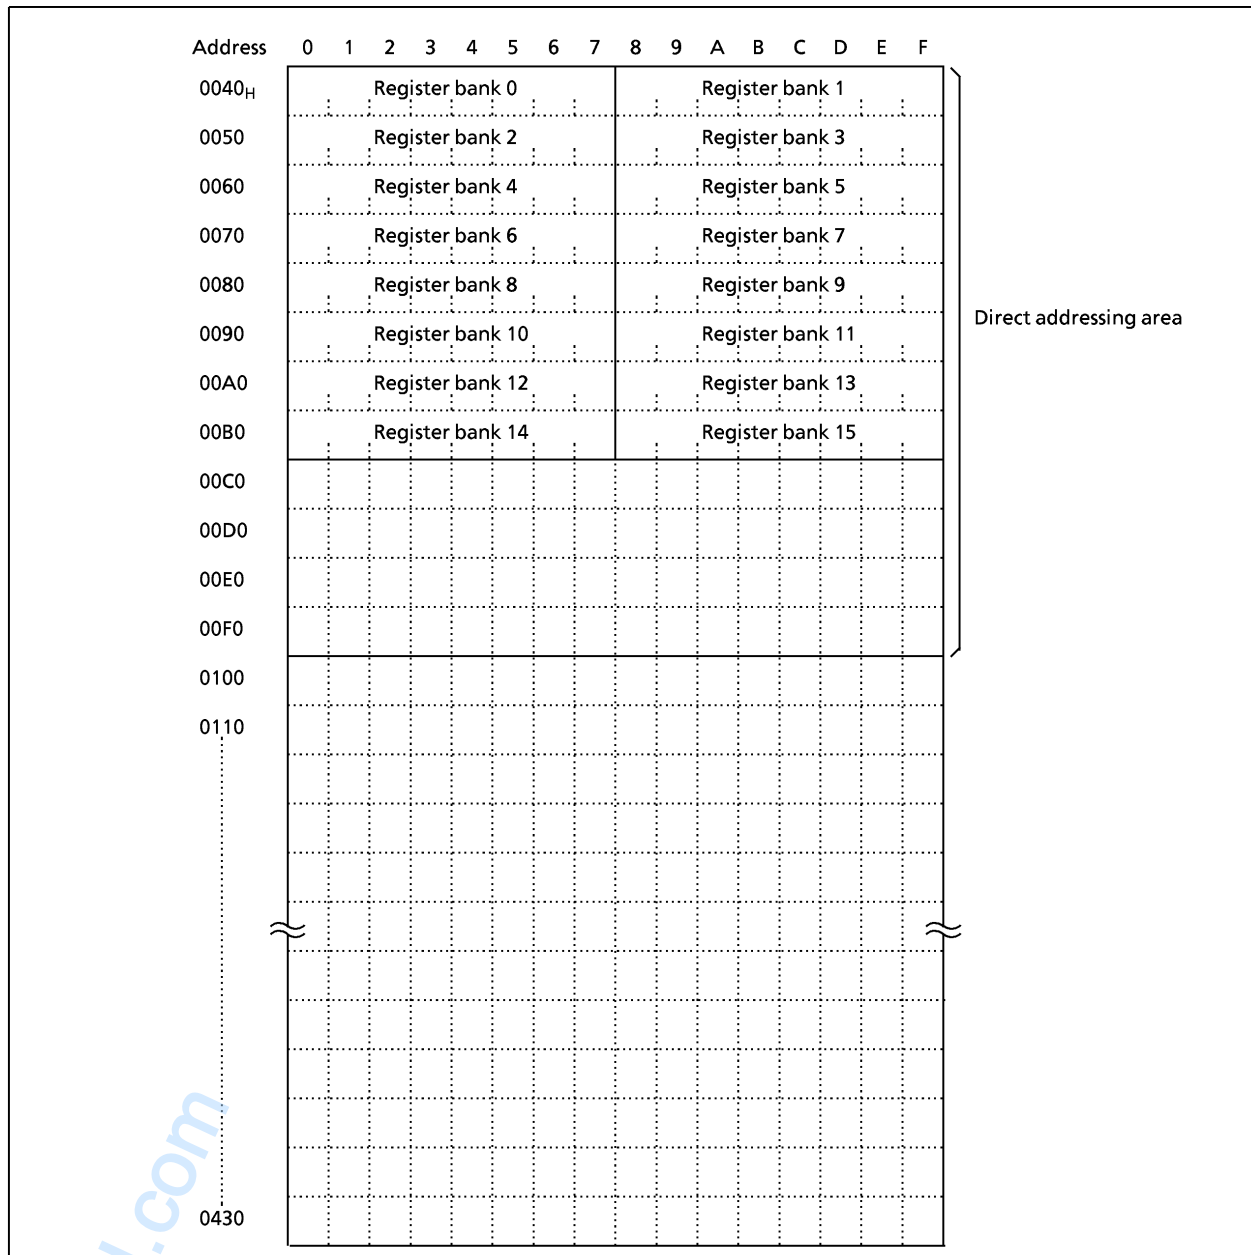 Address 0 1 2 3 4 5 6 7 8 9 A B C D E F
0040H Register bank 0 Register bank 1
0050 Register bank 2 Register bank 3
0060 Register bank 4 Register bank 5
0070 Register bank 6 Register bank 7
0080 Register bank 8 Register bank 9
Direct addressing area
0090 Register bank 10 Register bank 11
00A0 Register bank 12 Register bank 13
00B0 Register bank 14 Register bank 15
00C0
00D0
00E0
00F0
0100
0110
0430
.com